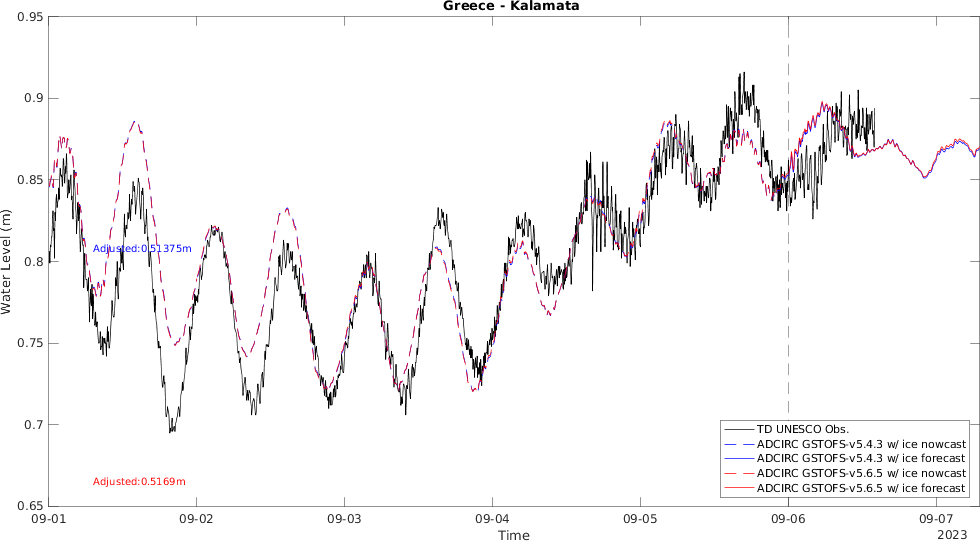 Greece - Kalamata
0.95
0.9
0.85
0.8
0.75
0.7
0.65
Water Level (m)
Adjusted:0.51375m
Adjusted:0.5169m
TD UNESCO Obs.
ADCIRC GSTOFS-v5.4.3 w/ ice nowcast
ADCIRC GSTOFS-v5.4.3 w/ ice forecast
ADCIRC GSTOFS-v5.6.5 w/ ice nowcast
ADCIRC GSTOFS-v5.6.5 w/ ice forecast
09-01 09-02 09-03 09-04 09-05 09-06 09-07
Time
2023